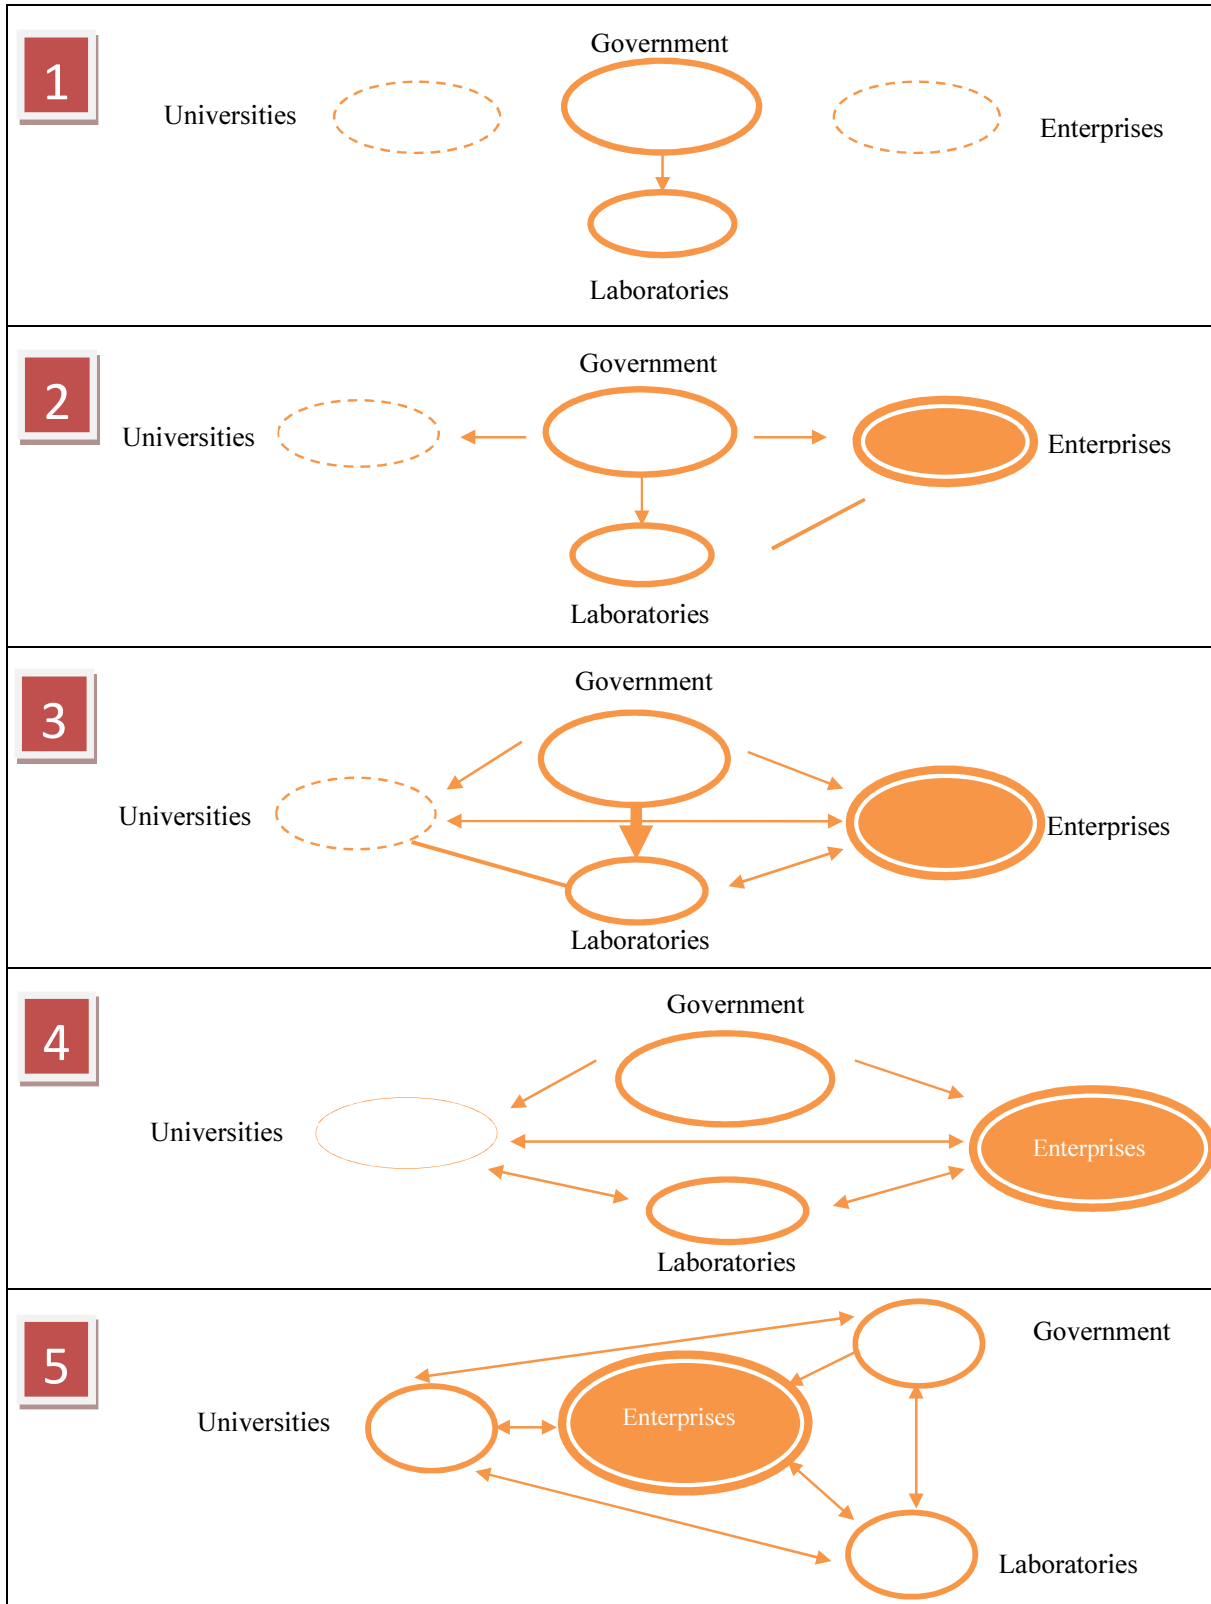 1
Government
Universities
Enterprises
Laboratories
2
Government
Universities
Enterprises
Laboratories
3
Government
Universities
Enterprises
Laboratories
4
Government
Universities
Enterprises
Laboratories
5
Government
Universities
Enterprises
Laboratories